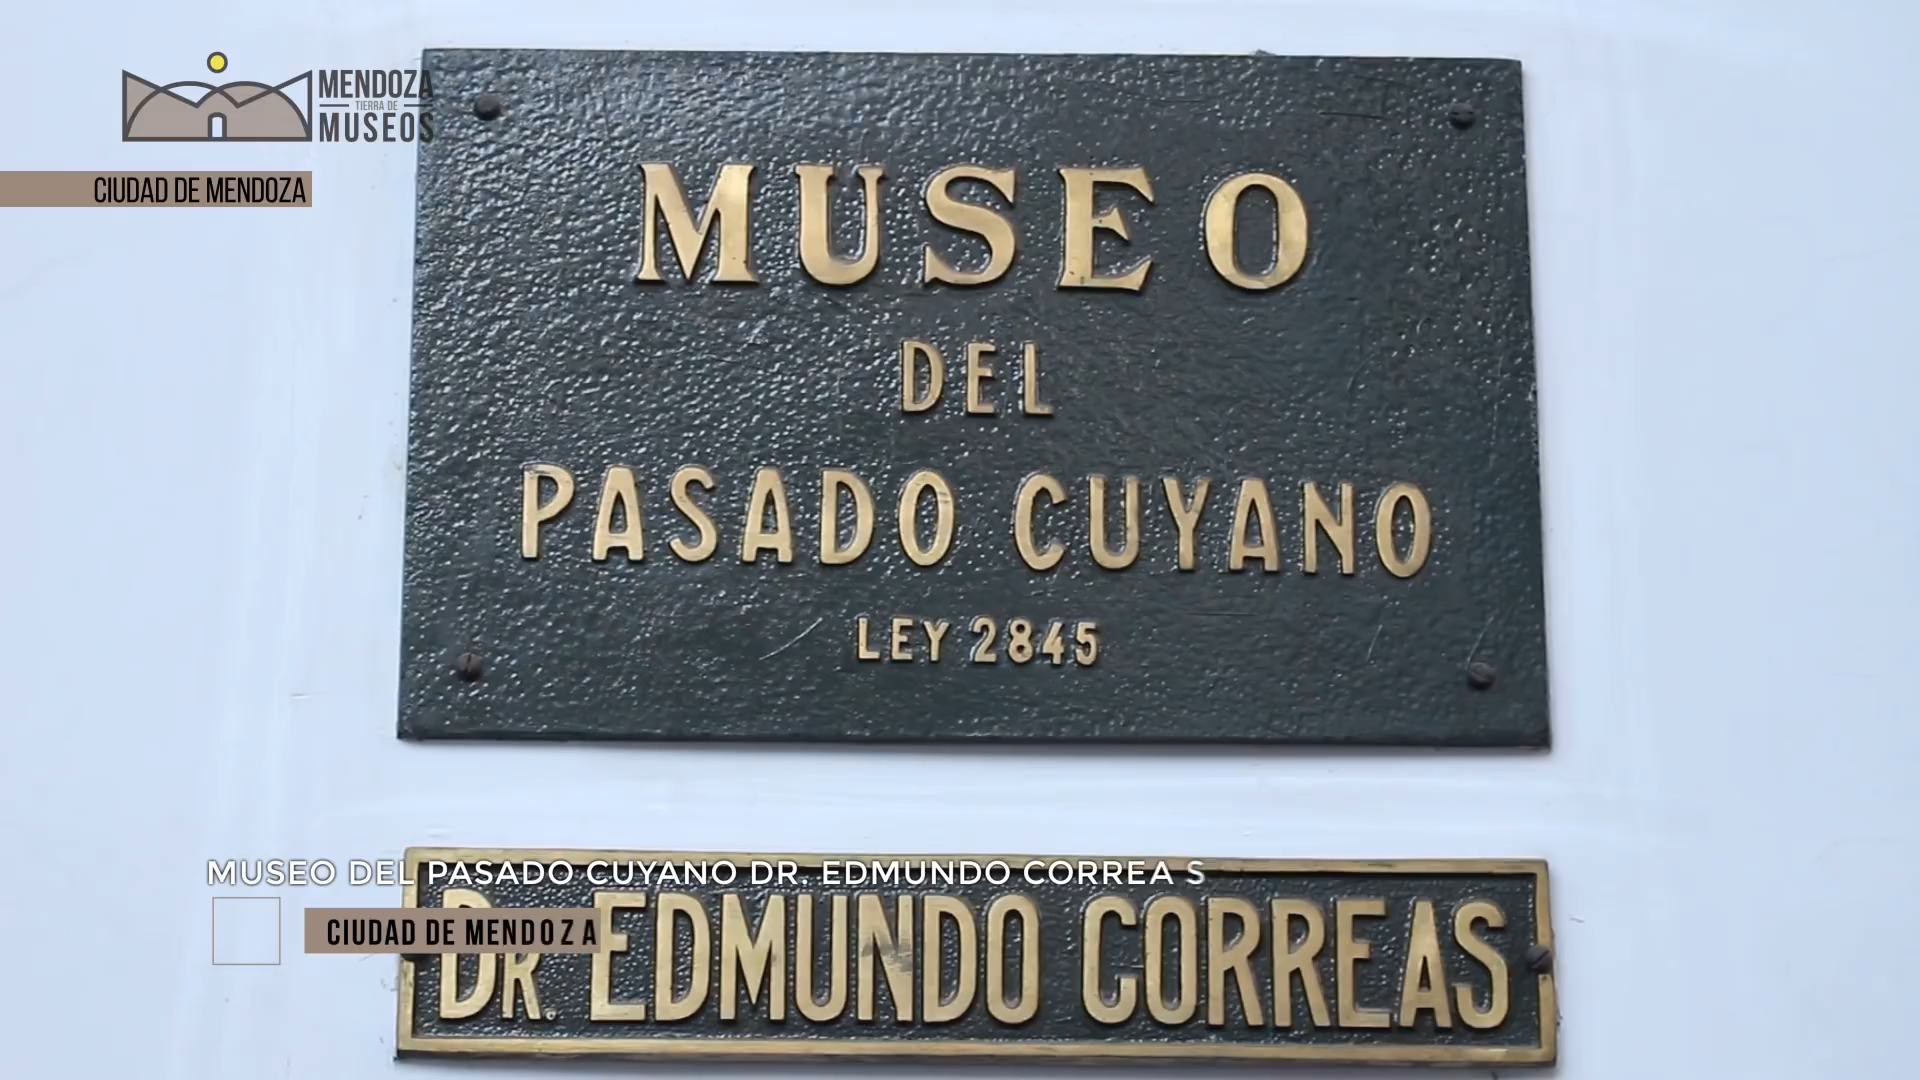 MENDOZA
TIERRA DE
MUSEOS
CIUDAD DE MENDOZA
MUSEO
DEL
PASADO CUYANO
LEY 2845
MUSEO DEL PASADO CUYANO DR. EDMUNDO CORREA S
CIUDAD DE MENDOZA
DR. EDMUNDO CORREAS